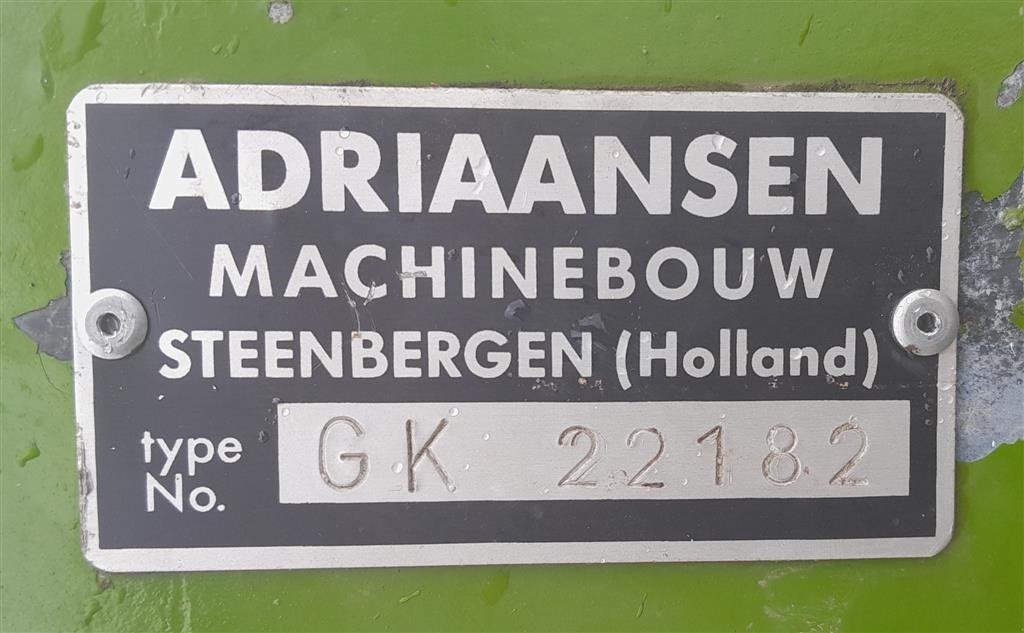 ADRIAANSEN
MACHINEBOUW
STEENBERGEN (Holland)
type
No.
GK 22182